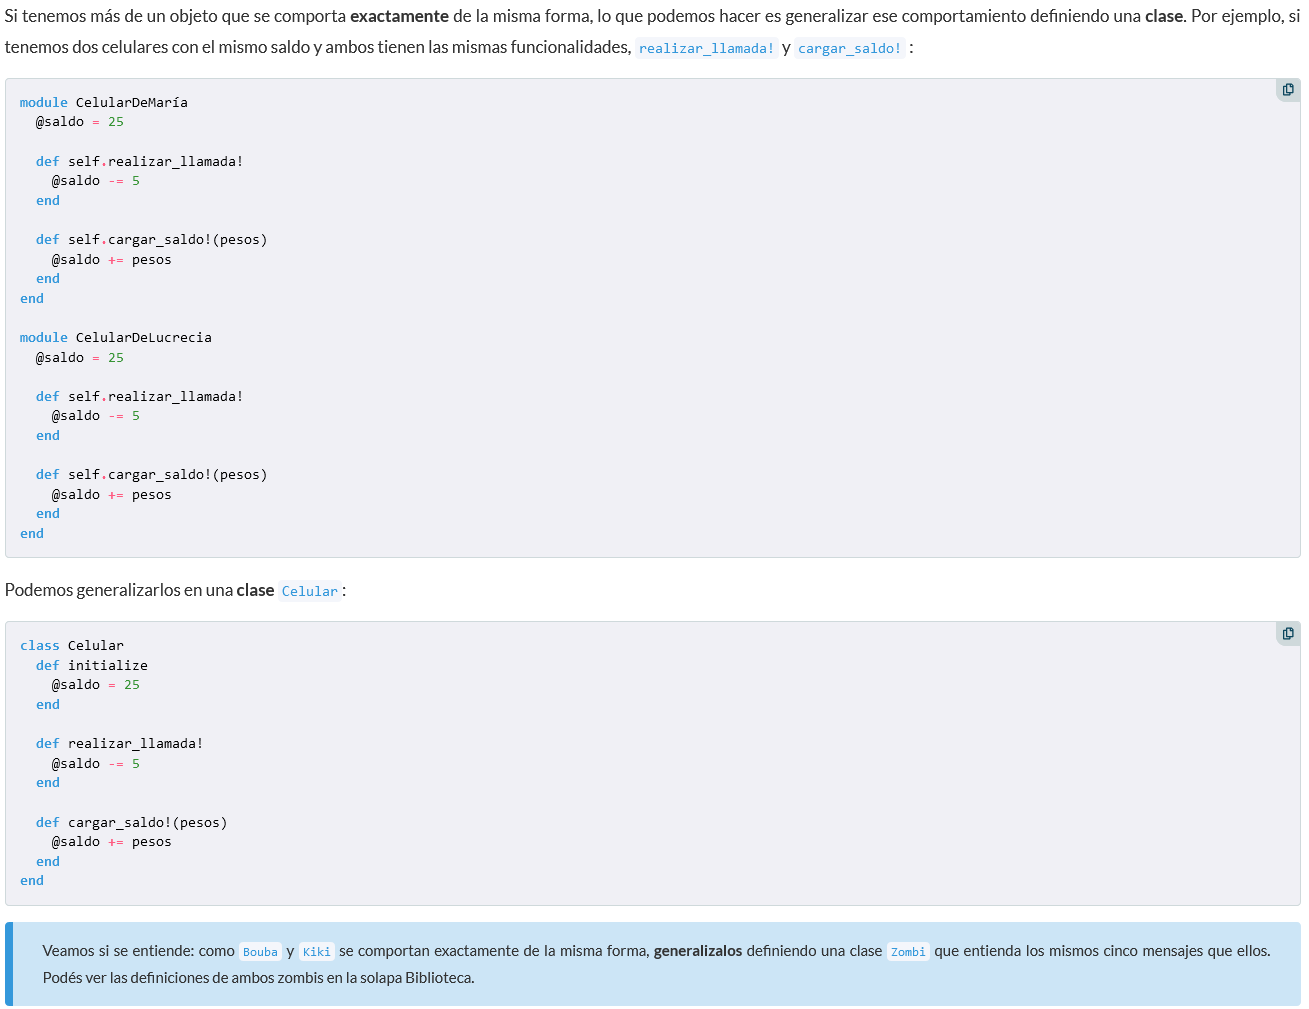 Si tenemos más de un objeto que se comporta exactamente de la misma forma, lo que podemos hacer es generalizar ese comportamiento definiendo una clase. Por ejemplo, si
tenemos dos celulares con el mismo saldo y ambos tienen las mismas funcionalidades, realizar_llamada! y cargar_saldo! :
module CelularDeMaría
  @saldo = 25

  def self.realizar_llamada!
    @saldo -= 5
  end

  def self.cargar_saldo!(pesos)
    @saldo += pesos
  end
end

module CelularDeLucrecia
  @saldo = 25

  def self.realizar_llamada!
    @saldo -= 5
  end

  def self.cargar_saldo!(pesos)
    @saldo += pesos
  end
end
Podemos generalizarlos en una clase Celular :
class Celular
  def initialize
    @saldo = 25
  end

  def realizar_llamada!
    @saldo -= 5
  end

  def cargar_saldo!(pesos)
    @saldo += pesos
  end
end
Veamos si se entiende: como Bouba y Kiki se comportan exactamente de la misma forma, generalizalos definiendo una clase Zombi que entienda los mismos cinco mensajes que ellos.
Podés ver las definiciones de ambos zombis en la solapa Biblioteca.